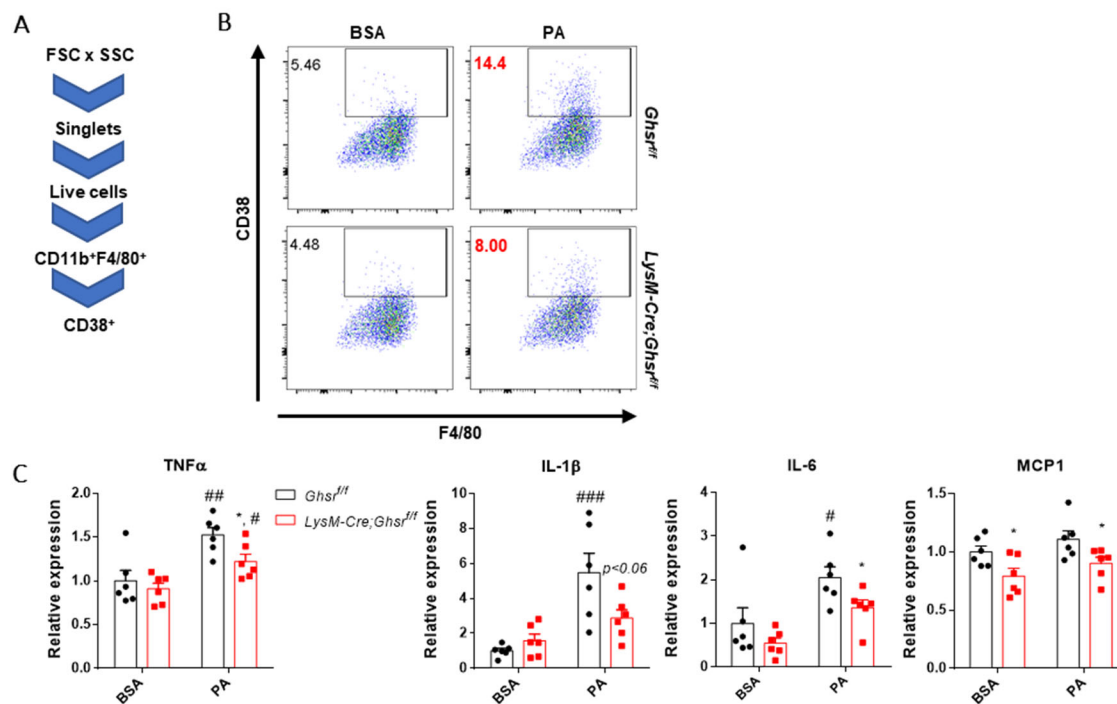 A
FSC x SSC
Singlets
Live cells
CD11b⁺F4/80⁺
CD38⁺
B
BSA
PA
5.46
14.4
Ghsr^f/f
4.48
8.00
LysM-Cre;Ghsr^f/f
CD38
F4/80
C
TNFα
Relative expression
2.0
1.5
1.0
0.5
0.0
##
*, #
BSA
PA
Ghsr^f/f
LysM-Cre;Ghsr^f/f
IL-1β
Relative expression
10
8
6
4
2
0
###
p<0.06
BSA
PA
IL-6
Relative expression
4
3
2
1
0
#
*
BSA
PA
MCP1
Relative expression
1.5
1.0
0.5
0.0
*
*
BSA
PA